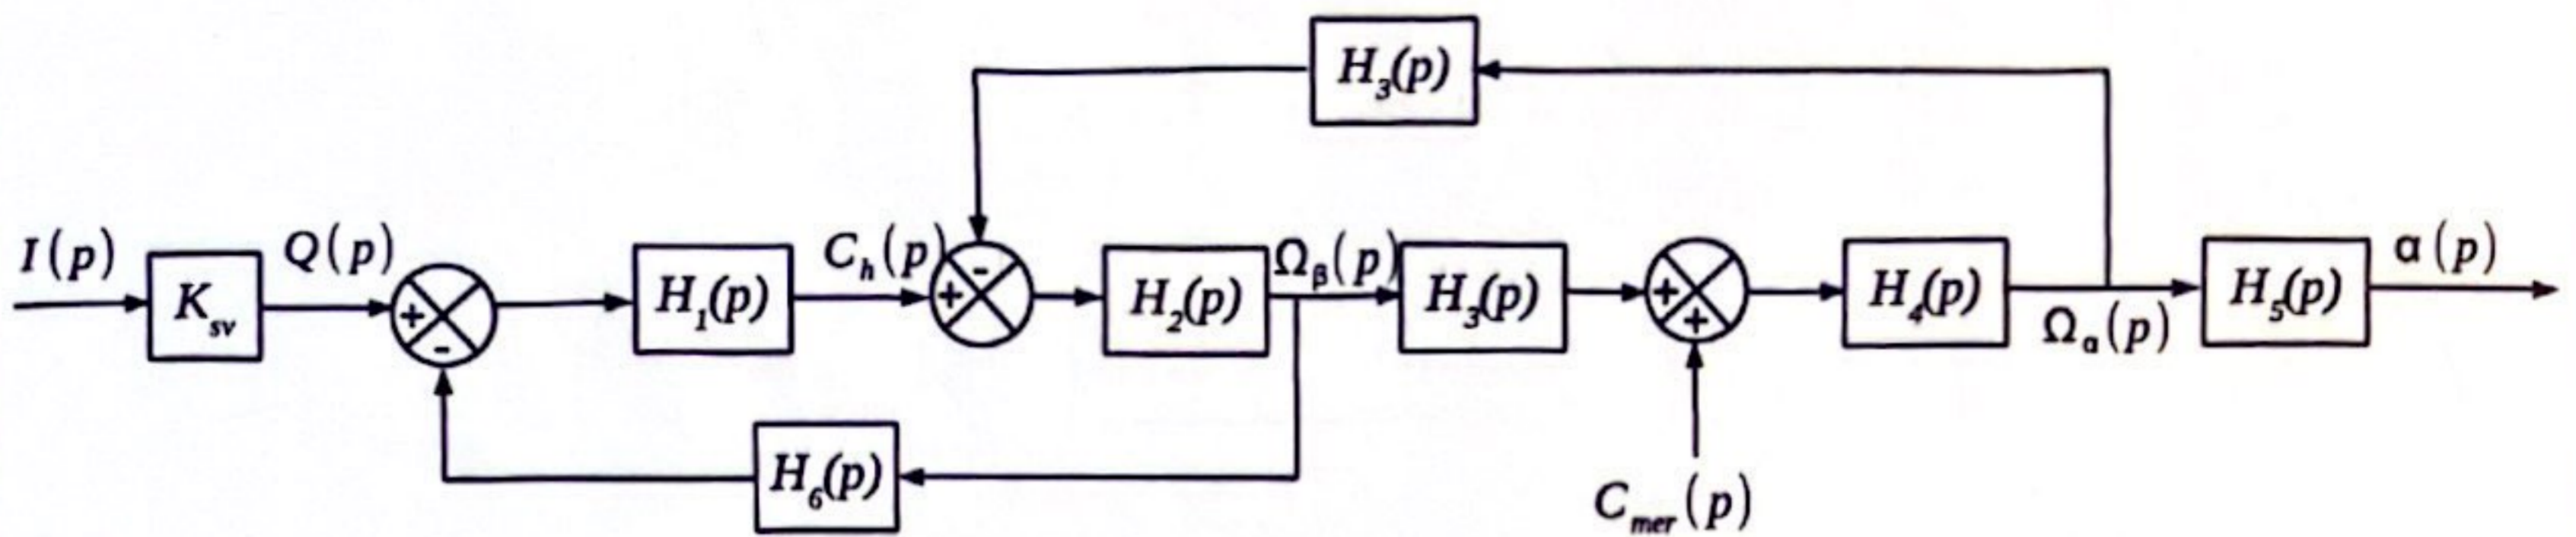 H₃(p)
I(p)
K_sv
Q(p)
+
-
H₁(p)
C_h(p)
-
+
H₂(p)
Ω_β(p)
H₃(p)
+
+
H₄(p)
Ω_α(p)
H₅(p)
α(p)
H₆(p)
C_mer(p)